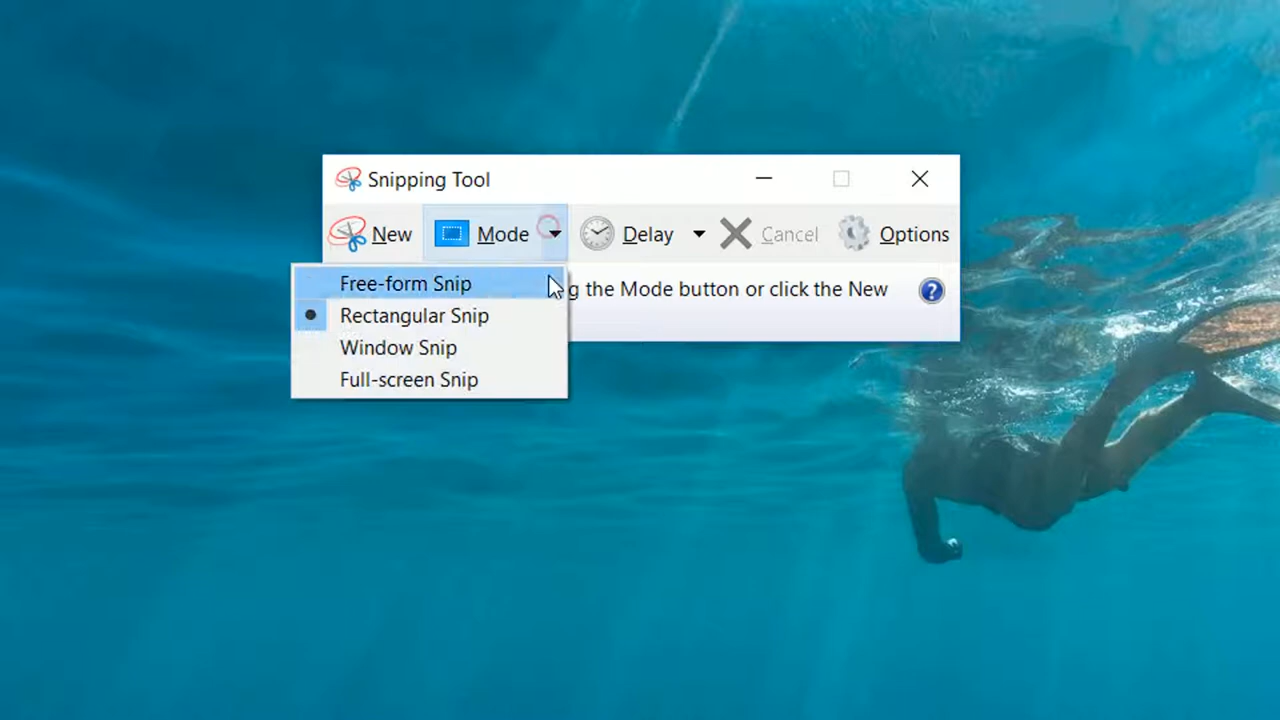 Snipping Tool
New Mode Delay Cancel Options
Free-form Snip
g the Mode button or click the New
Rectangular Snip
Window Snip
Full-screen Snip